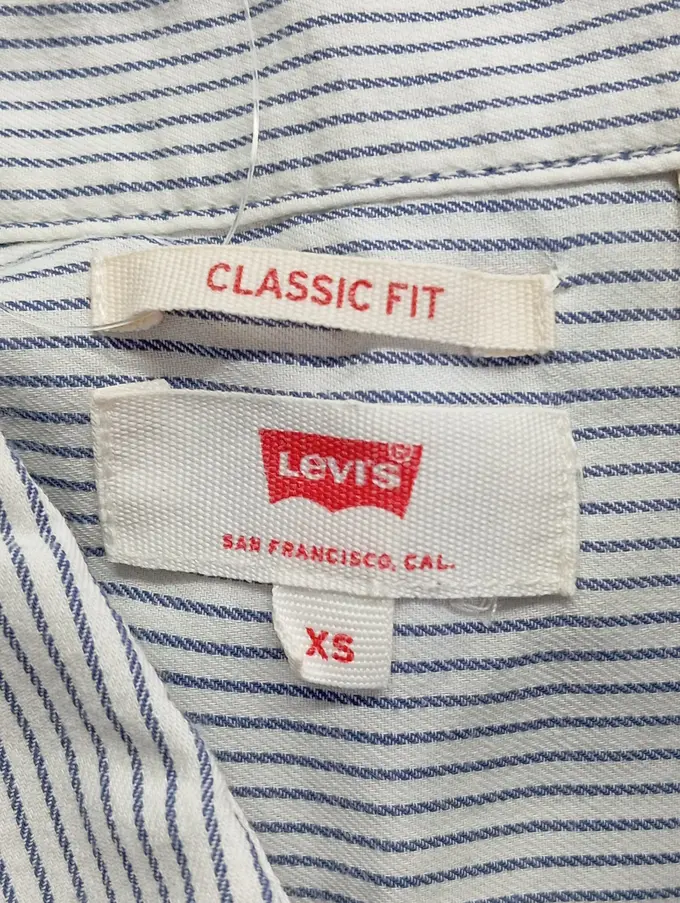 CLASSIC FIT
Levi's®
SAN FRANCISCO, CAL.
XS